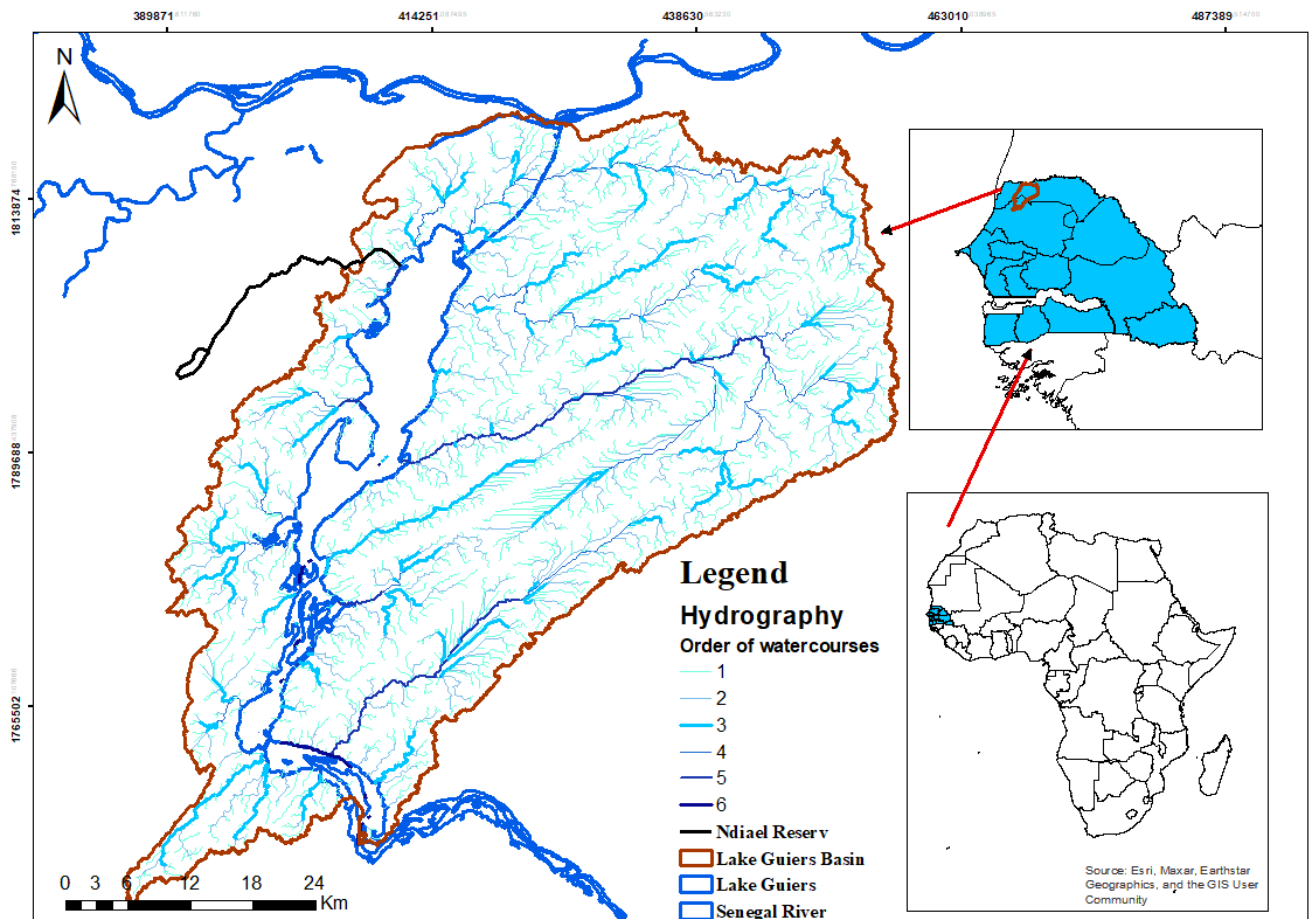 389871 414251 438630 463010 487389
N
1813874
1789688
1765502
Legend
Hydrography
Order of watercourses
1
2
3
4
5
6
Ndiael Reserv
Lake Guiers Basin
Lake Guiers
Senegal River
0 3 6 12 18 24
Km
Source: Esri, Maxar, Earthstar
Geographics, and the GIS User
Community